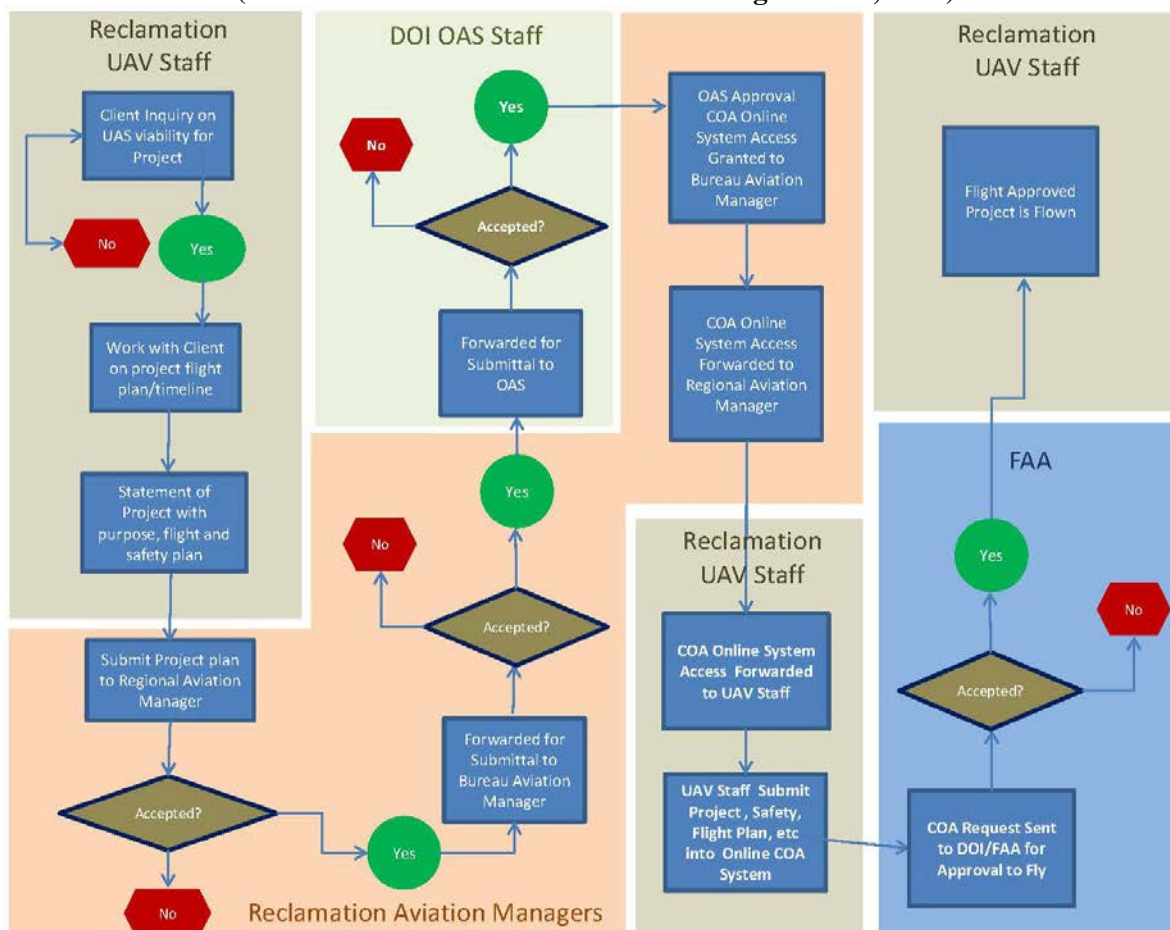 Reclamation
UAV Staff
Client Inquiry on
UAS viability for
Project
No
Yes
Work with Client
on project flight
plan/timeline
Statement of
Project with
purpose, flight and
safety plan
Submit Project plan
to Regional Aviation
Manager
Accepted?
No
Yes
Forwarded for
Submittal to
Bureau Aviation
Manager
Accepted?
No
Yes
Reclamation Aviation Managers
DOI OAS Staff
Forwarded for
Submittal to
OAS
Accepted?
No
Yes
OAS Approval
COA Online
System Access
Granted to
Bureau Aviation
Manager
COA Online
System Access
Forwarded to
Regional Aviation
Manager
Reclamation
UAV Staff
COA Online System
Access Forwarded
to UAV Staff
UAV Staff Submit
Project , Safety,
Flight Plan, etc
into Online COA
System
FAA
COA Request Sent
to DOI/FAA for
Approval to Fly
Accepted?
No
Yes
Reclamation
UAV Staff
Flight Approved
Project is Flown